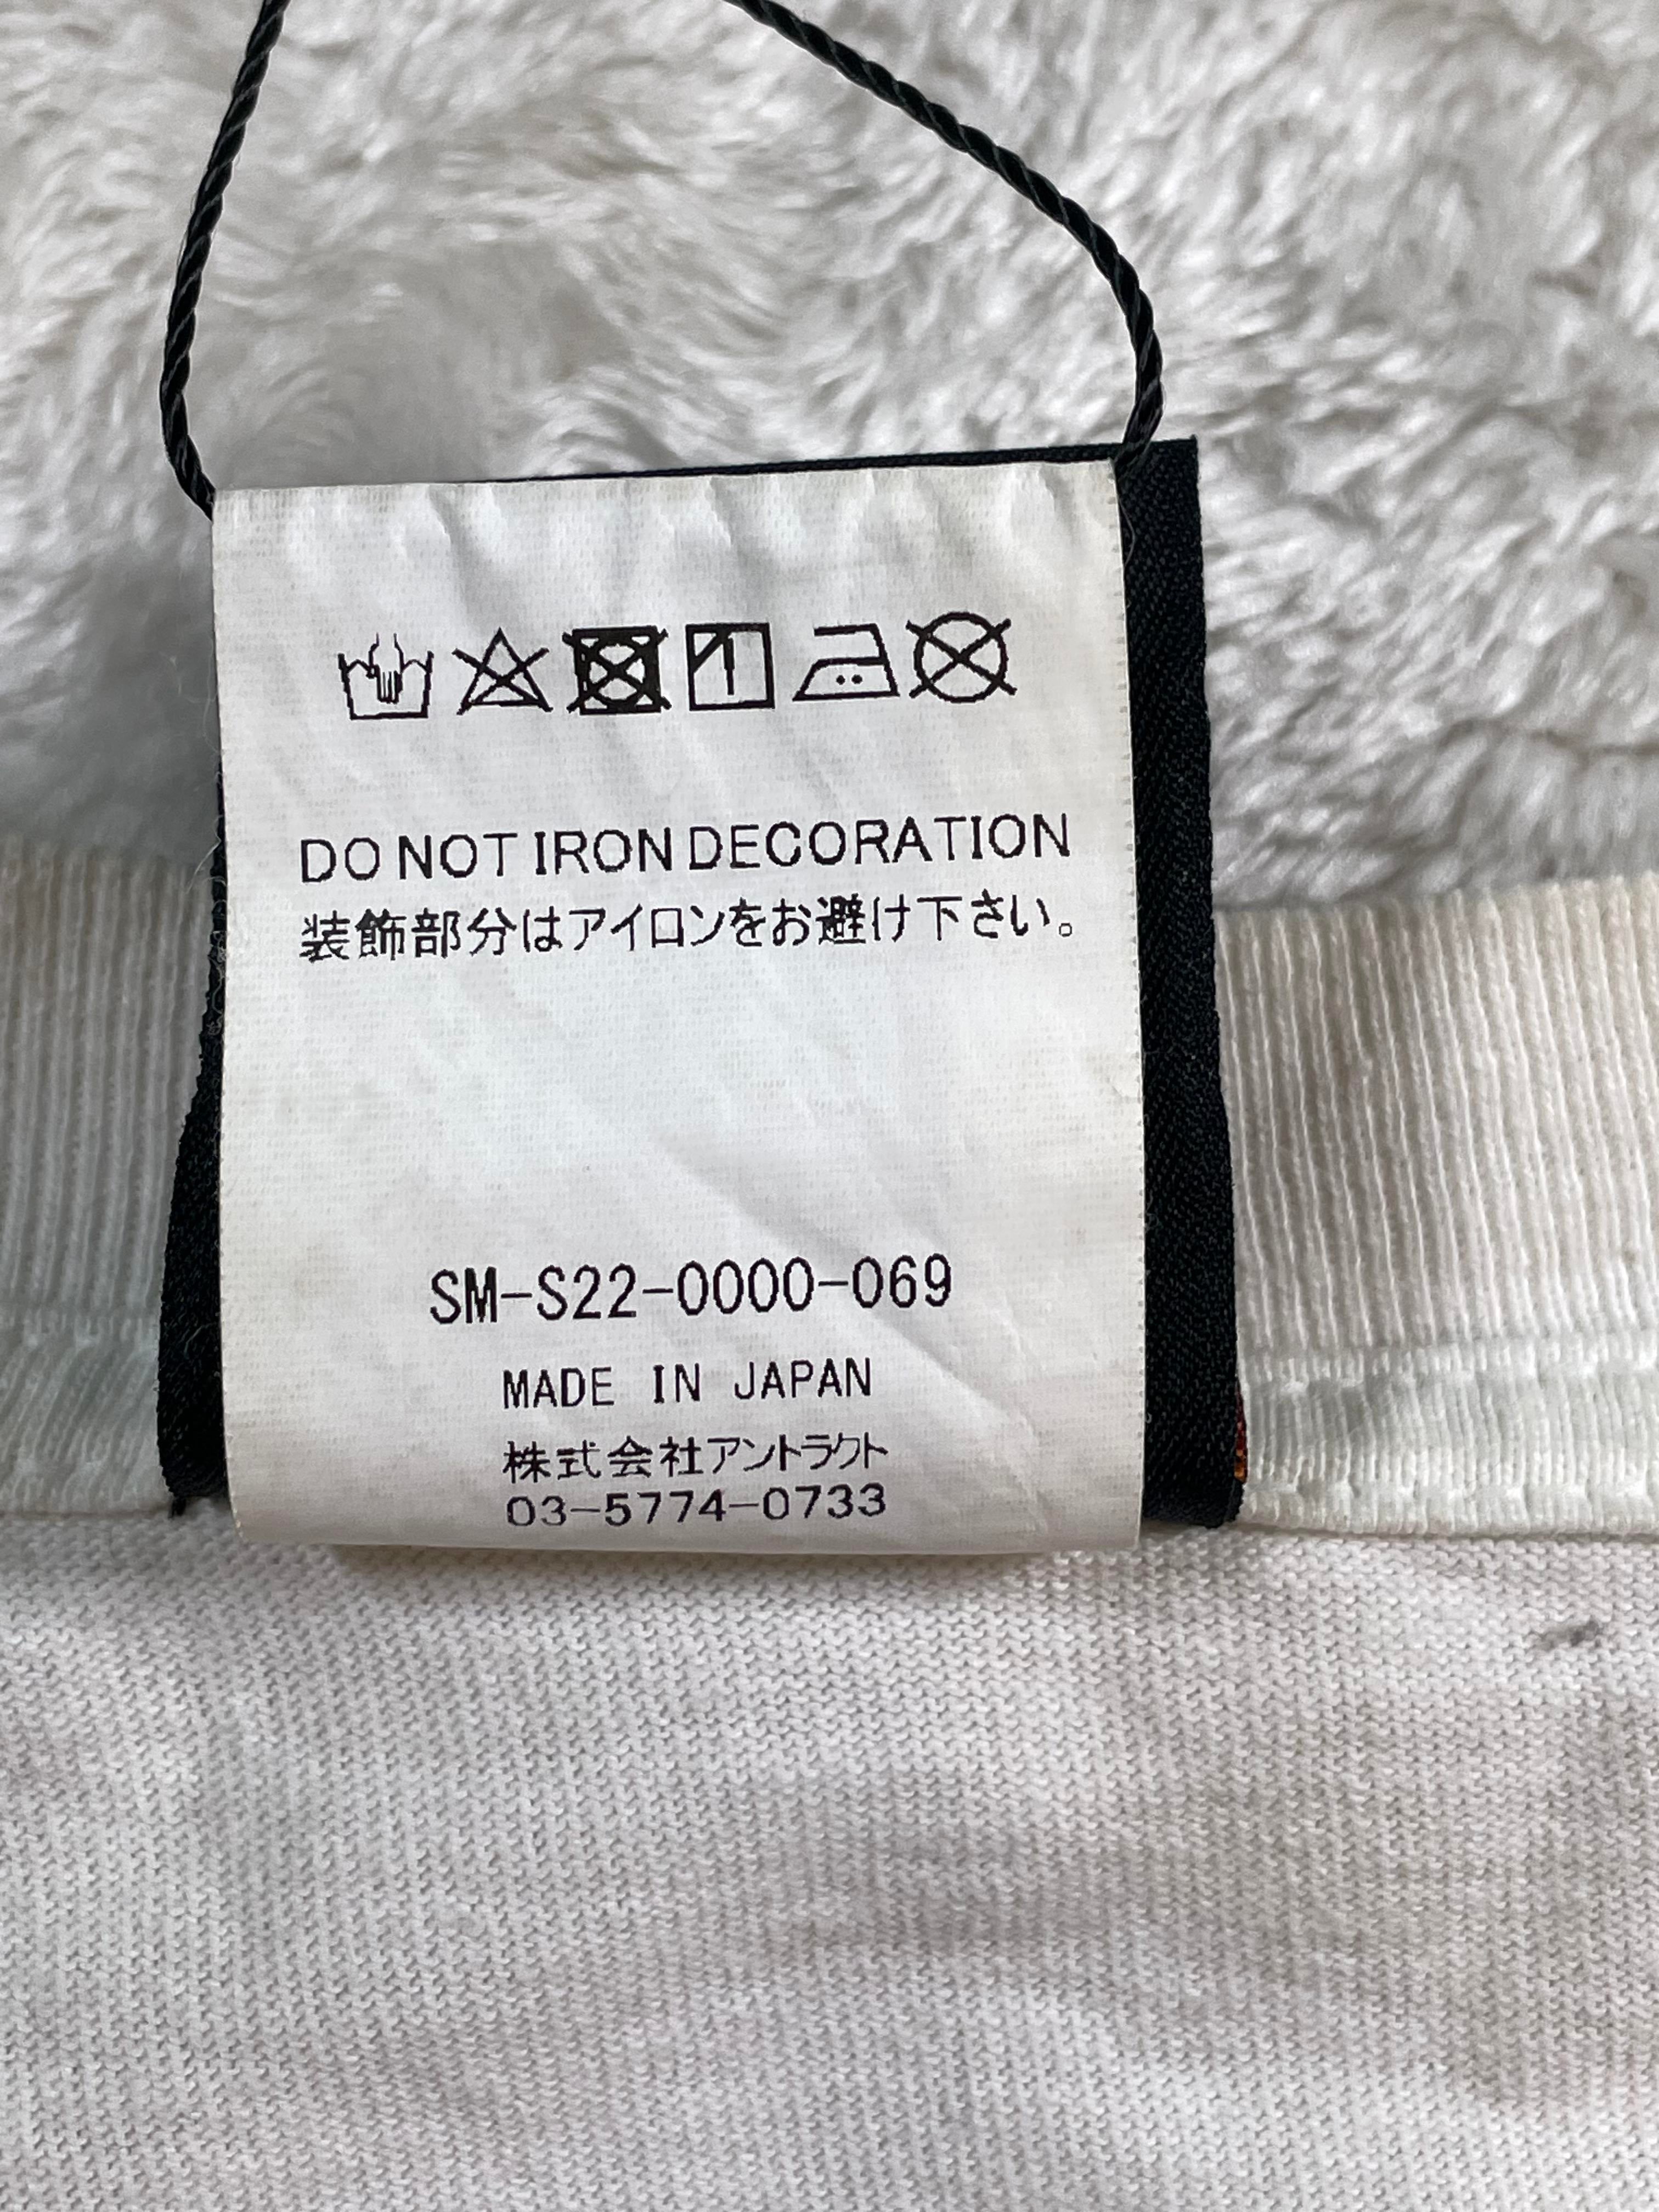 DO NOT IRON DECORATION
装飾部分はアイロンをお避け下さい。
SM-S22-0000-069
MADE IN JAPAN
株式会社アントラクト
03-5774-0733